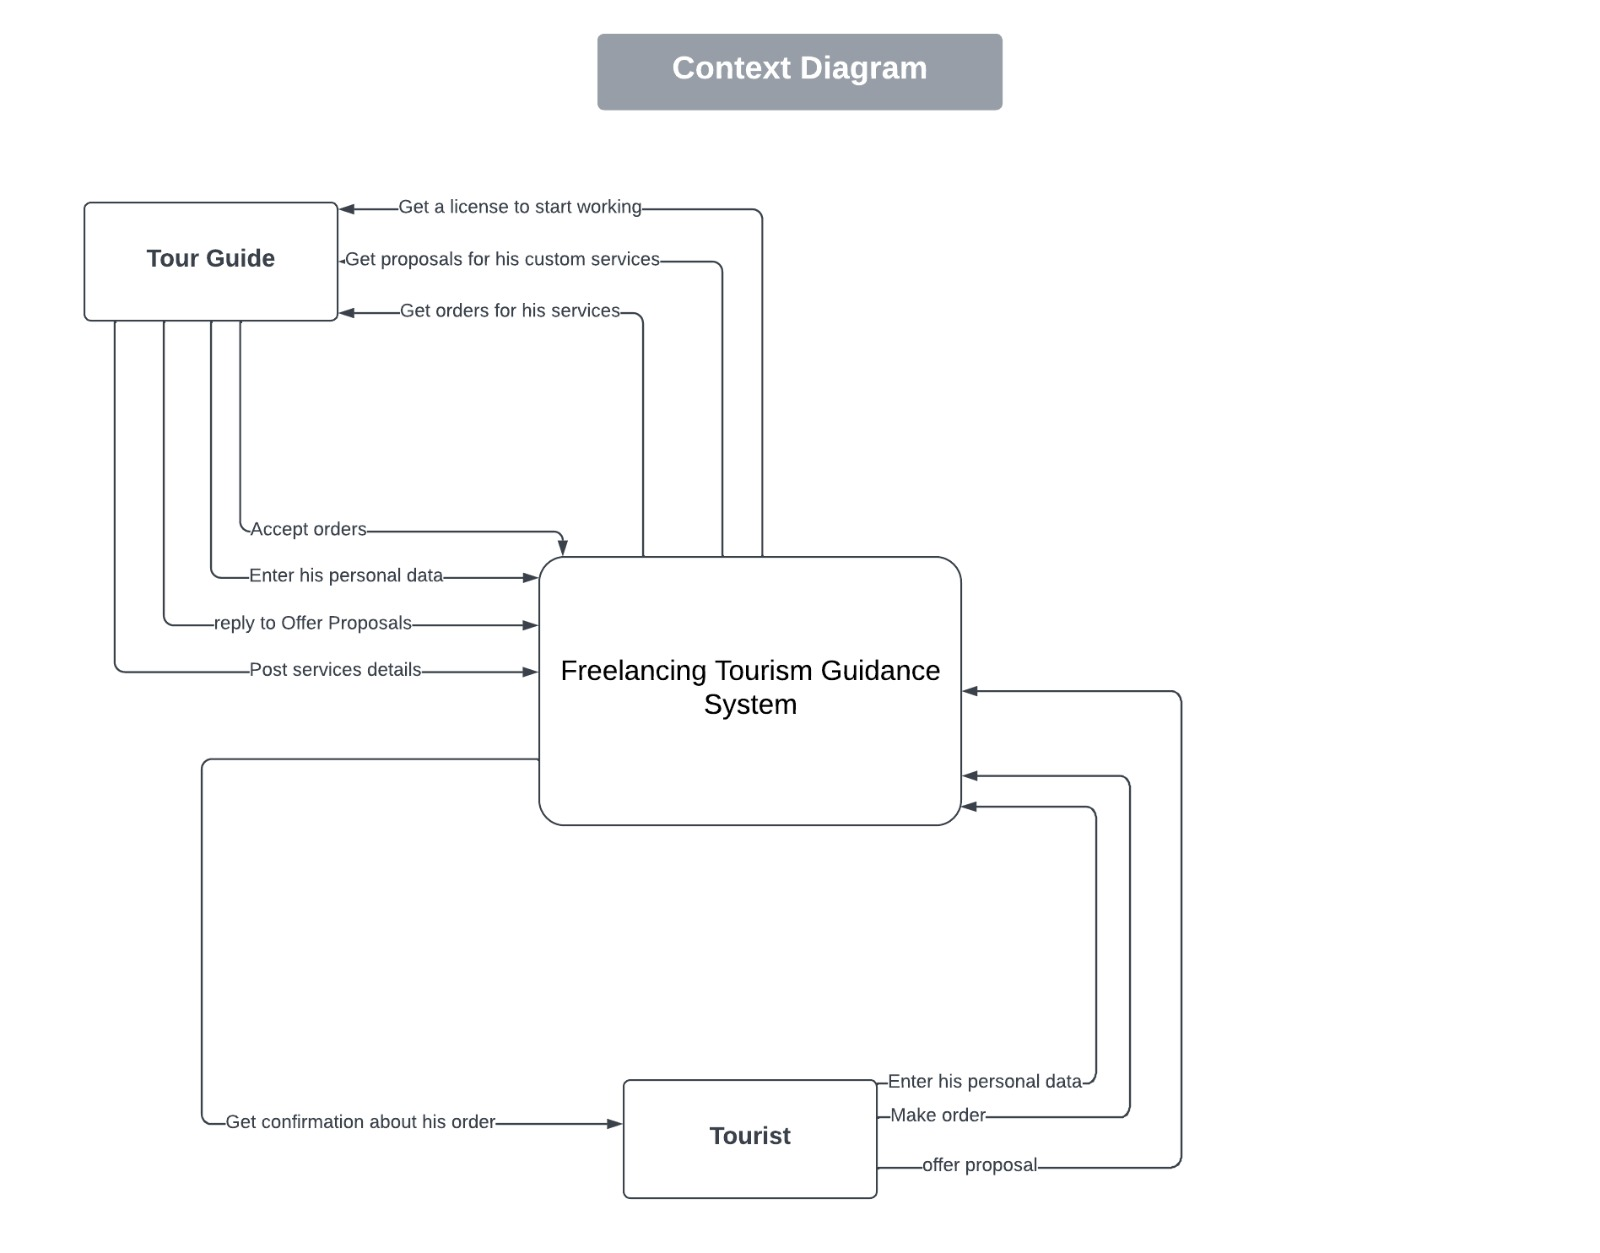 Context Diagram
Get a license to start working
Tour Guide
Get proposals for his custom services
Get orders for his services
Accept orders
Enter his personal data
reply to Offer Proposals
Post services details
Freelancing Tourism Guidance
System
Enter his personal data
Make order
Get confirmation about his order
Tourist
offer proposal